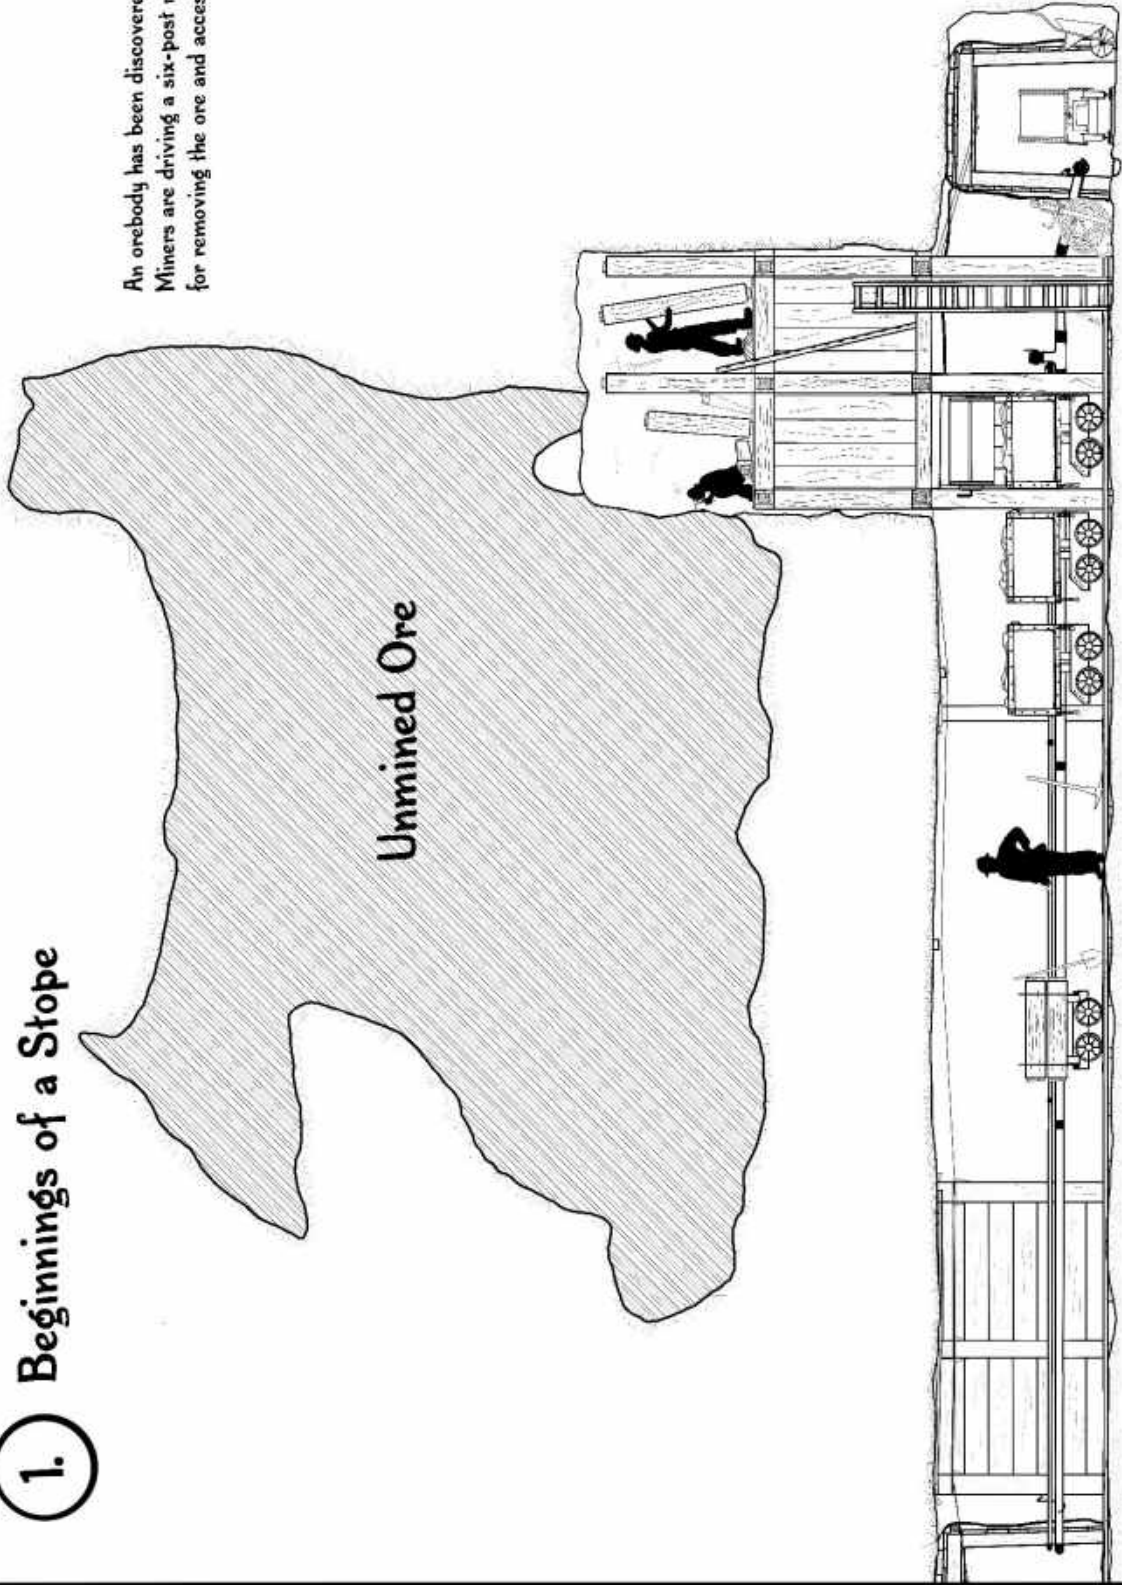 1. Beginnings of a Stope
An orebody has been discovere
Miners are driving a six-post
for removing the ore and acces
Unmined Ore